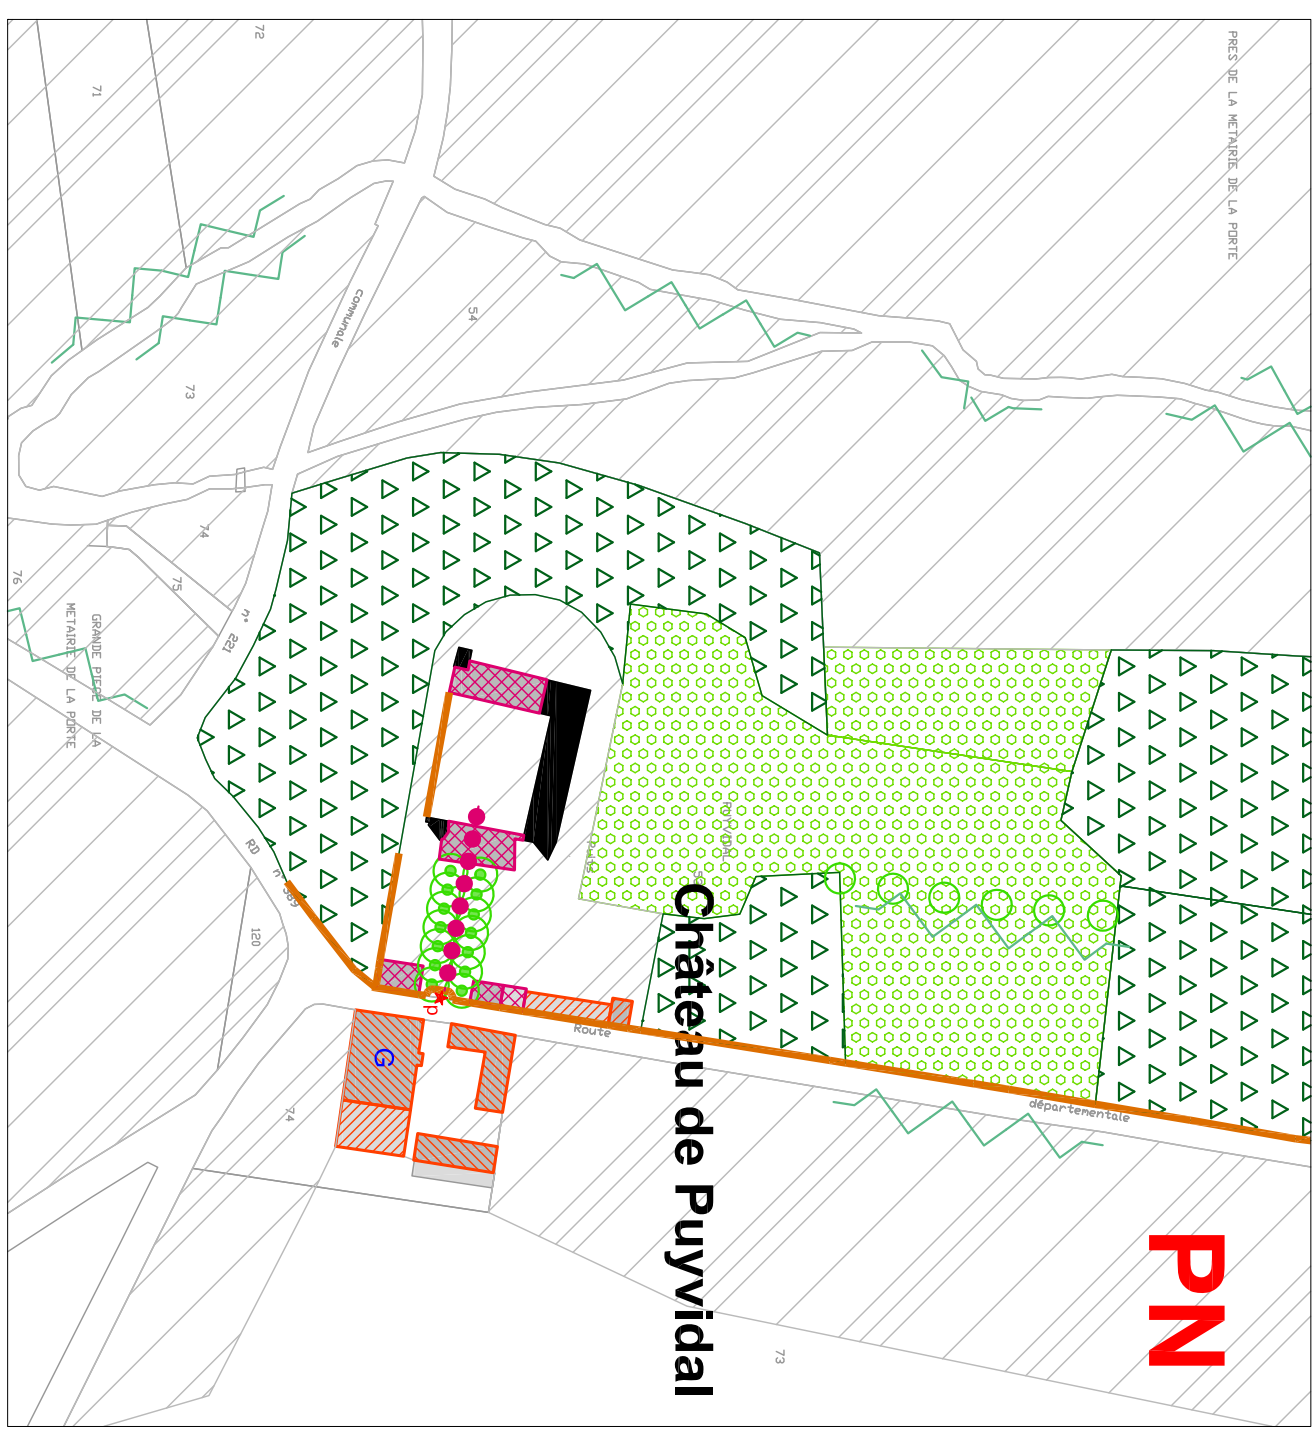 PRES DE LA METAIRIE DE LA PORTE
72
71
communale
54
73
74
75
76
n° 221
GRANDE PIECE DE LA
METAIRIE DE LA PORTE
PUYVIDAL
Puits
RD n° 389
120
Château de Puyvidal
p
Route
départementale
G
74
PN
73